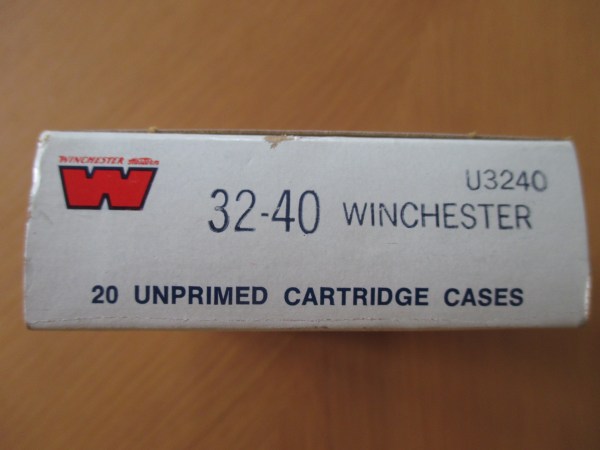 WINCHESTER Western
W
U3240
32-40 WINCHESTER
20 UNPRIMED CARTRIDGE CASES